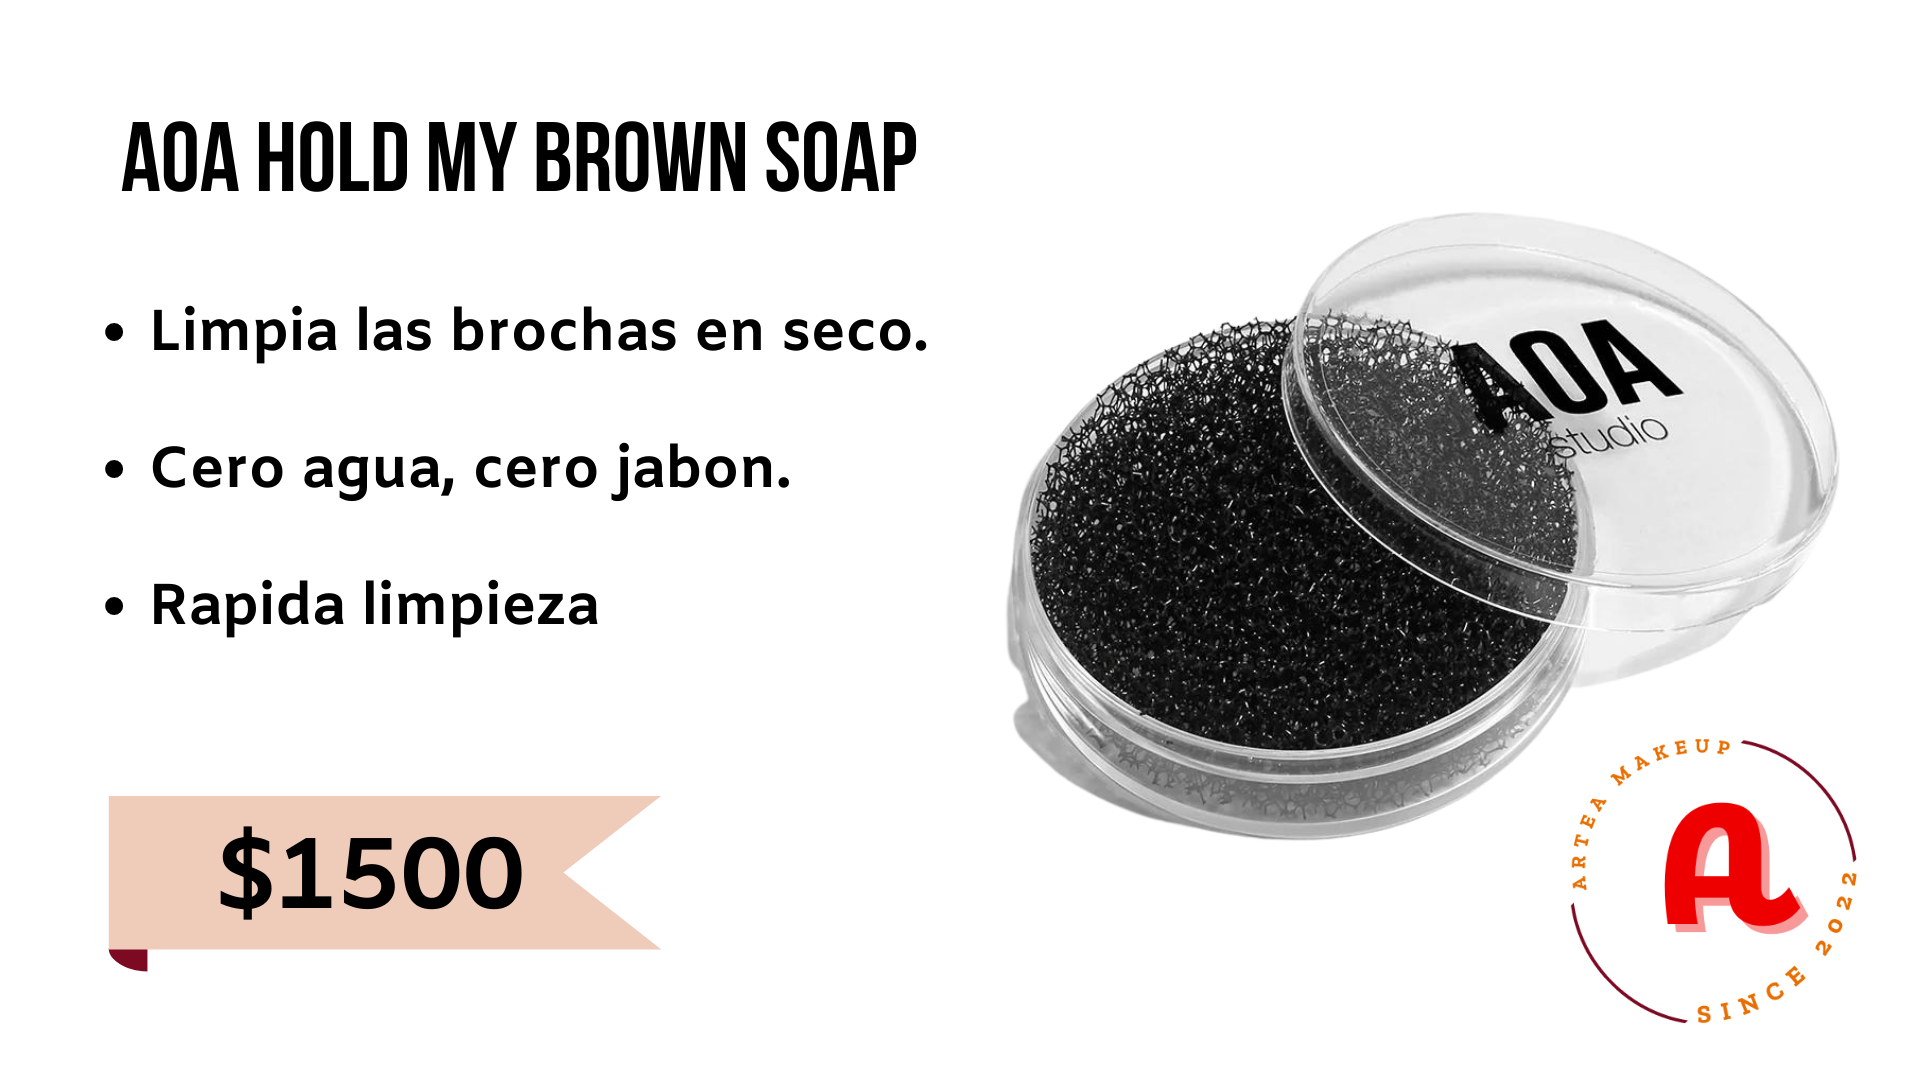 AOA HOLD MY BROWN SOAP
• Limpia las brochas en seco.
• Cero agua, cero jabon.
• Rapida limpieza
$1500
AOA
studio
ARTEA MAKEUP
A
SINCE 2022